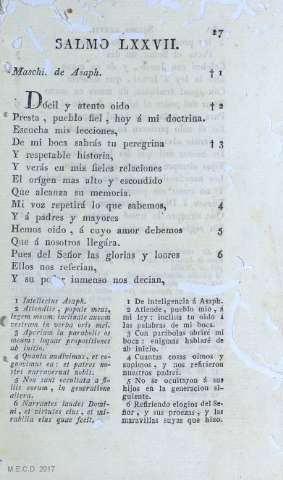 27
SALMO LXXVII.
Maschi. de Asaph. † 1
Dócil y atento oido † 2
Presta, pueblo fiel, hoy á mi doctrina.
Escucha mis lecciones,
De mi boca sabrás tu peregrina † 3
Y respetable historia,
Y verás en mis fieles relaciones
El orígen mas alto y escondido
Que alcanza su memoria.
Mi voz repetirá lo que sabemos, 4
Y á padres y mayores
Hemos oido, á cuyo amor debemos 5
Que á nosotros llegára.
Pues del Señor las glorias y loores 6
Ellos nos referian,
Y su poder inmenso nos decian,
1 Intellectus Asaph.
2 Attendite, popule meus,
legem meam: inclinate aurem
vestram in verba oris mei.
3 Aperiam in parabolis os
meum: loquar propositiones
ab initio.
4 Quanta audivimus, et cognovimus
ea: et patres nostri
narraverunt nobis.
5 Non sunt occultata a filiis
eorum, in generatione
altera.
6 Narrantes laudes Domini,
et virtutes ejus, et mirabilia
ejus quae fecit.
1 De inteligencia á Asaph.
2 Atiende, pueblo mio, á
mi ley: inclina tu oido á
las palabras de mi boca.
3 Con parábolas abriré mi
boca: enigmas hablaré de
ab inicio.
4 Cuantas cosas oimos y
supimos, y nos refirieron
nuestros padres.
5 No se ocultáron á sus
hijos en la generacion siguiente.
6 Refiriendo elogios del Señor,
y sus proezas, y las
maravillas suyas que hizo.
M.E.C.D. 2017